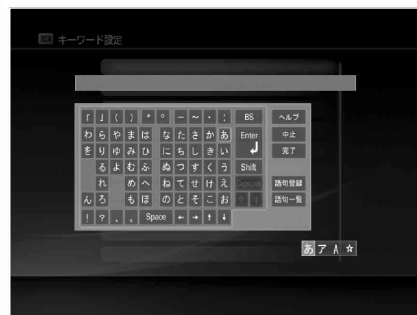 キーワード設定
「 」 ( ) ゛ ゜ ー ~ ・ : BS ヘルプ
わ ら や ま は な た さ か あ Enter 中止
を り ゆ み ひ に ち し き い 完了
る よ む ふ ぬ つ す く う Shift
れ め へ ね て せ け え CapsLock 語句登録
ん ろ も ほ の と そ こ お 語句一覧
! ? 、 。 Space ← → ↑ ↓
あ ア A ☆